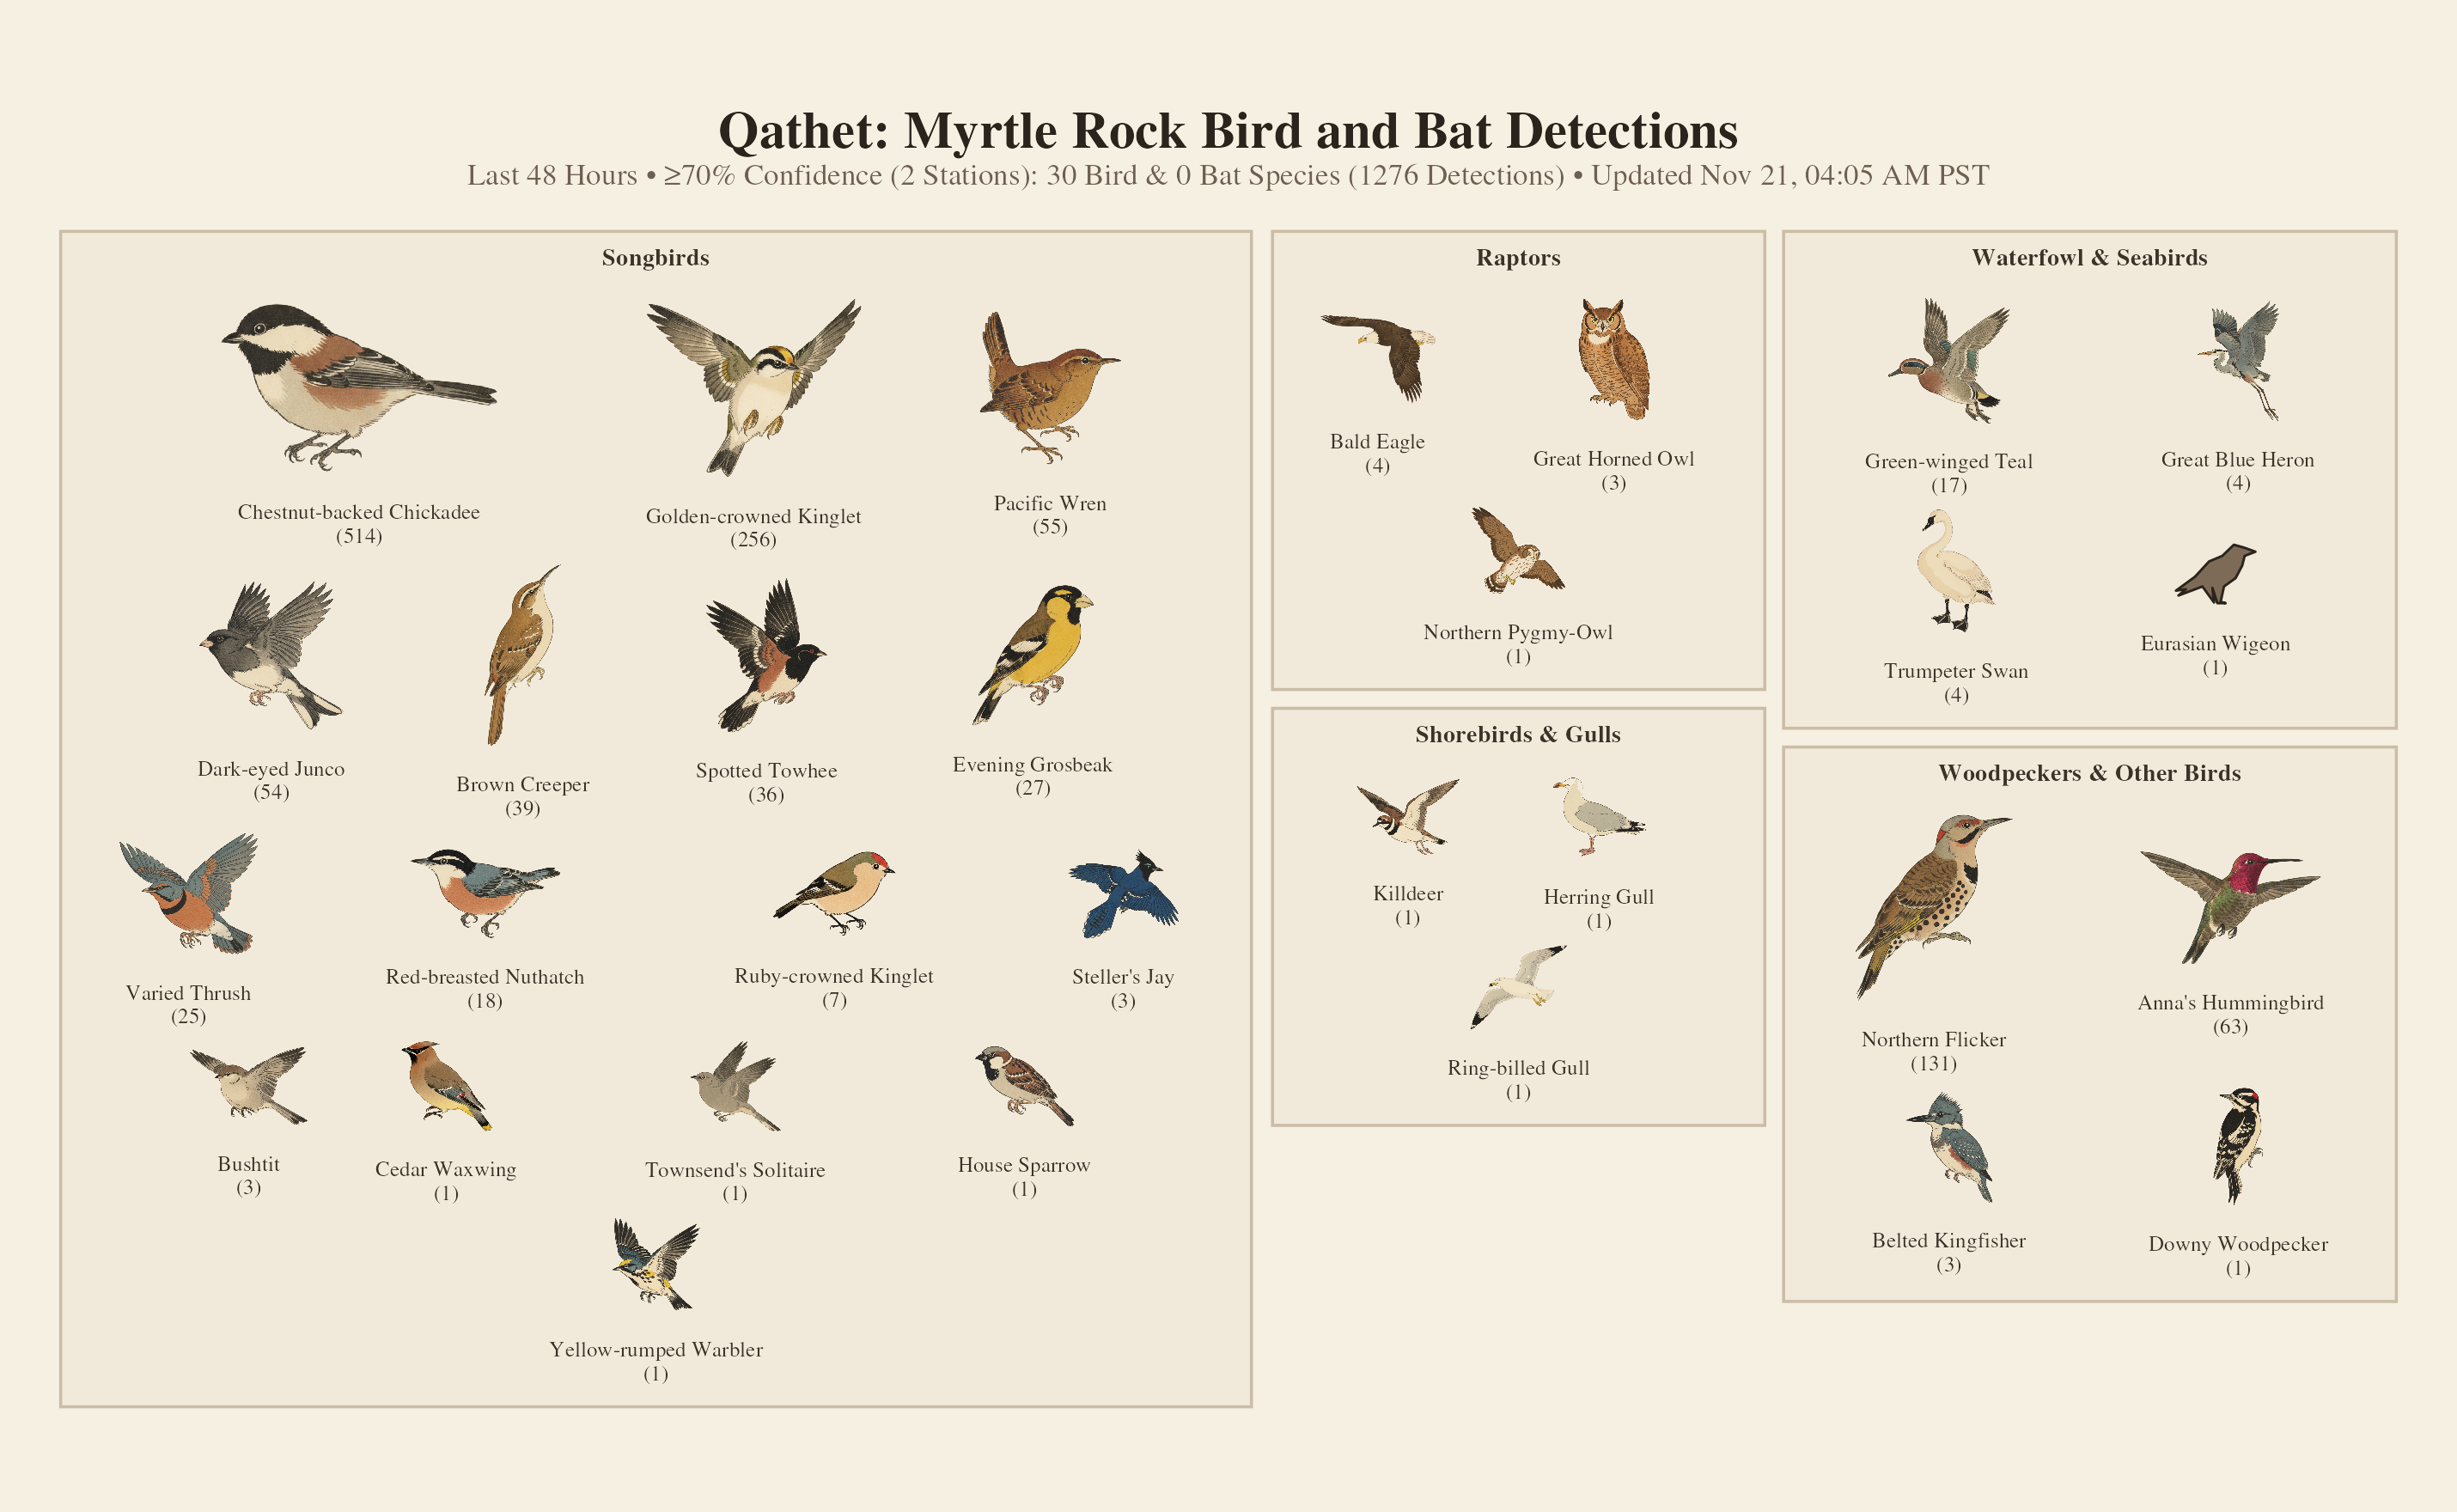 Qathet: Myrtle Rock Bird and Bat Detections
Last 48 Hours • ≥70% Confidence (2 Stations): 30 Bird & 0 Bat Species (1276 Detections) • Updated Nov 21, 04:05 AM PST
Songbirds
Chestnut-backed Chickadee
(514)
Golden-crowned Kinglet
(256)
Pacific Wren
(55)
Dark-eyed Junco
(54)
Brown Creeper
(39)
Spotted Towhee
(36)
Evening Grosbeak
(27)
Varied Thrush
(25)
Red-breasted Nuthatch
(18)
Ruby-crowned Kinglet
(7)
Steller's Jay
(3)
Bushtit
(3)
Cedar Waxwing
(1)
Townsend's Solitaire
(1)
House Sparrow
(1)
Yellow-rumped Warbler
(1)
Raptors
Bald Eagle
(4)
Great Horned Owl
(3)
Northern Pygmy-Owl
(1)
Shorebirds & Gulls
Killdeer
(1)
Herring Gull
(1)
Ring-billed Gull
(1)
Waterfowl & Seabirds
Green-winged Teal
(17)
Great Blue Heron
(4)
Trumpeter Swan
(4)
Eurasian Wigeon
(1)
Woodpeckers & Other Birds
Northern Flicker
(131)
Anna's Hummingbird
(63)
Belted Kingfisher
(3)
Downy Woodpecker
(1)